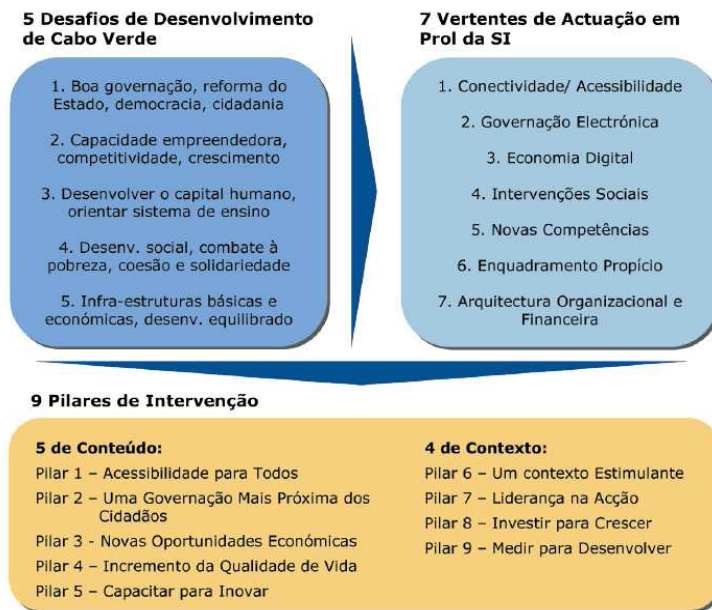 5 Desafios de Desenvolvimento
de Cabo Verde
1. Boa governação, reforma do
Estado, democracia, cidadania
2. Capacidade empreendedora,
competitividade, crescimento
3. Desenvolver o capital humano,
orientar sistema de ensino
4. Desenv. social, combate à
pobreza, coesão e solidariedade
5. Infra-estruturas básicas e
económicas, desenv. equilibrado
7 Vertentes de Actuação em
Prol da SI
1. Conectividade/ Acessibilidade
2. Governação Electrónica
3. Economia Digital
4. Intervenções Sociais
5. Novas Competências
6. Enquadramento Propício
7. Arquitectura Organizacional e
Financeira
9 Pilares de Intervenção
5 de Conteúdo:
Pilar 1 – Acessibilidade para Todos
Pilar 2 – Uma Governação Mais Próxima dos
Cidadãos
Pilar 3 - Novas Oportunidades Económicas
Pilar 4 – Incremento da Qualidade de Vida
Pilar 5 – Capacitar para Inovar
4 de Contexto:
Pilar 6 – Um contexto Estimulante
Pilar 7 – Liderança na Acção
Pilar 8 – Investir para Crescer
Pilar 9 – Medir para Desenvolver